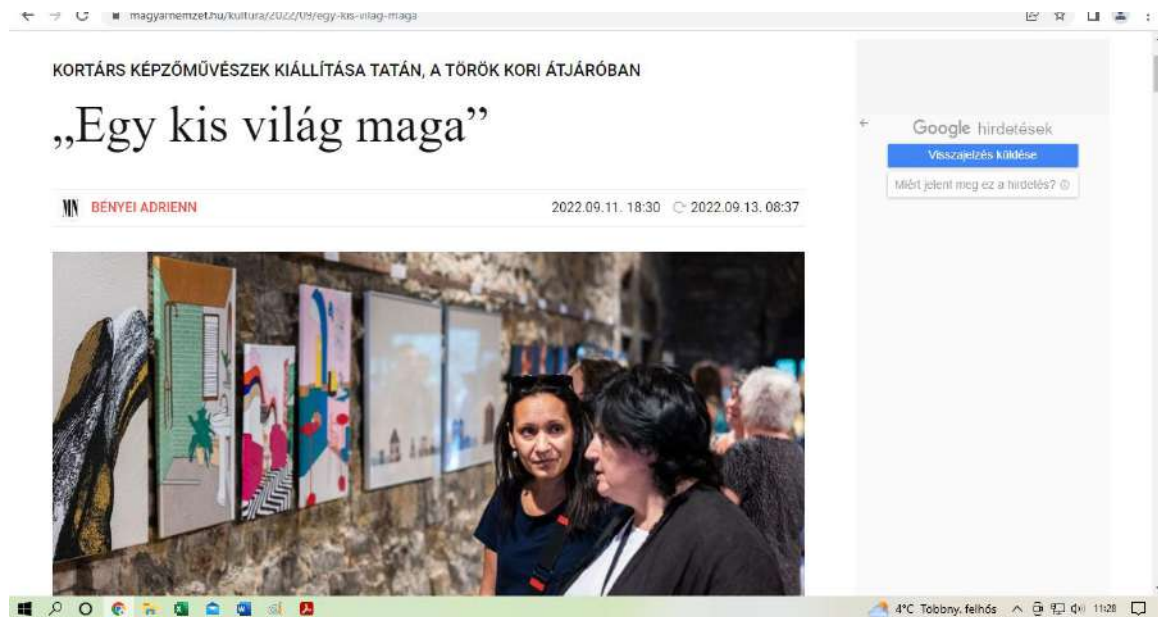 magyarnemzet.hu/kultura/2022/09/egy-kis-vilag-maga
KORTÁRS KÉPZŐMŰVÉSZEK KIÁLLÍTÁSA TATÁN, A TÖRÖK KORI ÁTJÁRÓBAN
„Egy kis világ maga”
MN BÉNYEI ADRIENN
2022.09.11. 18:30 2022.09.13. 08:37
Google hirdetések
Visszajelzés küldése
Miért jelent meg ez a hirdetés?
4°C Többny. felhős 11:28